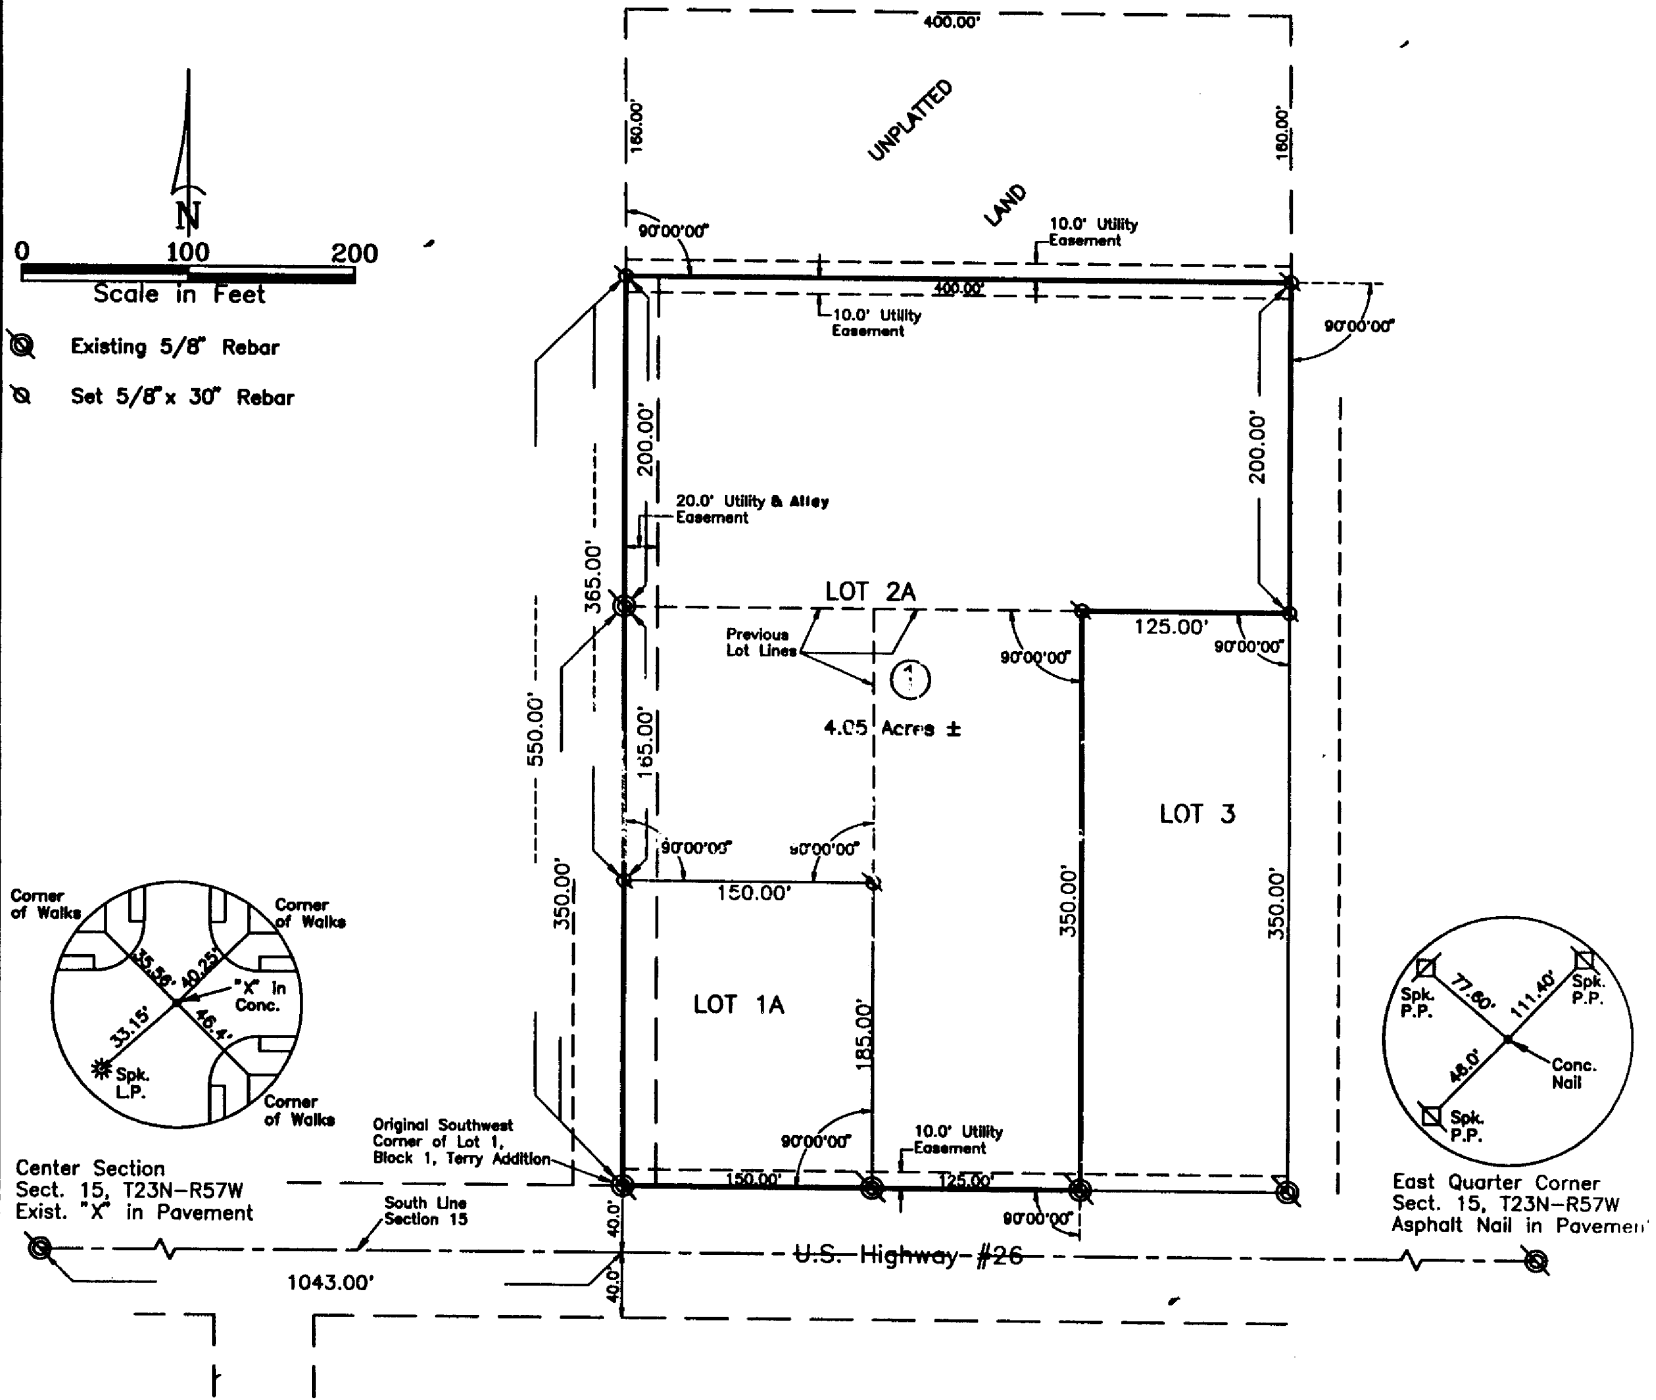 400.00'
160.00'
160.00'
UNPLATTED
LAND
N
0 100 200
Scale in Feet
Existing 5/8" Rebar
Set 5/8"x 30" Rebar
90°00'00"
10.0' Utility
Easement
400.00'
10.0' Utility
Easement
90°00'00"
200.00'
200.00'
20.0' Utility & Alley
Easement
365.00'
LOT 2A
125.00'
Previous
Lot Lines
90°00'00"
90°00'00"
1
4.05 Acres ±
550.00'
165.00'
LOT 3
90°00'00"
90°00'00"
150.00'
350.00'
350.00'
350.00'
LOT 1A
185.00'
Corner
of Walks
Corner
of Walks
35.56'
40.25'
"X" in
Conc.
33.15'
46.4'
Spk.
L.P.
Corner
of Walks
Center Section
Sect. 15, T23N-R57W
Exist. "X" in Pavement
Original Southwest
Corner of Lot 1,
Block 1, Terry Addition
90°00'00"
10.0' Utility
Easement
150.00'
125.00'
90°00'00"
South Line
Section 15
40.0'
40.0'
U.S. Highway #26
1043.00'
77.60'
111.40'
Spk.
P.P.
Spk.
P.P.
48.0'
Conc.
Nail
Spk.
P.P.
East Quarter Corner
Sect. 15, T23N-R57W
Asphalt Nail in Pavement